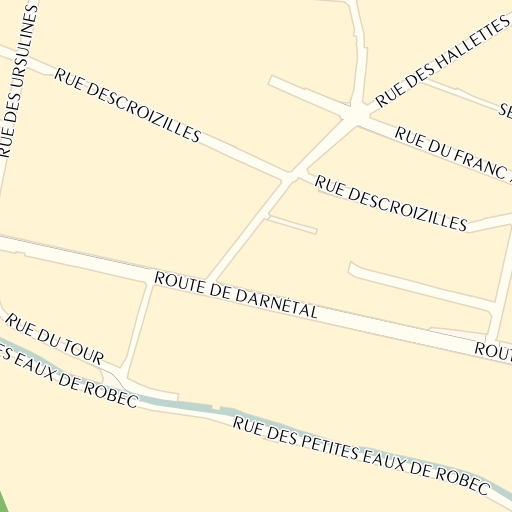 RUE DES URSULINES
RUE DES HALLETTES
RUE DESCROIZILLES
SE
RUE DU FRANC A
RUE DESCROIZILLES
ROUTE DE DARNÉTAL
RUE DU TOUR
ROUT
ES EAUX DE ROBEC
RUE DES PETITES EAUX DE ROBEC